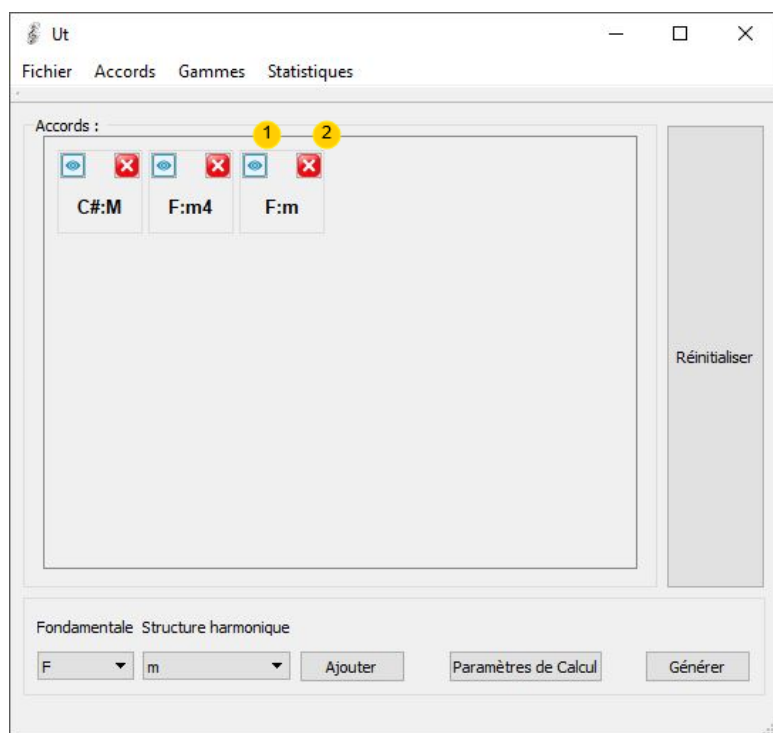 Ut
Fichier Accords Gammes Statistiques
Accords :
1 2
C#:M F:m4 F:m
Réinitialiser
Fondamentale Structure harmonique
F m Ajouter Paramètres de Calcul Générer